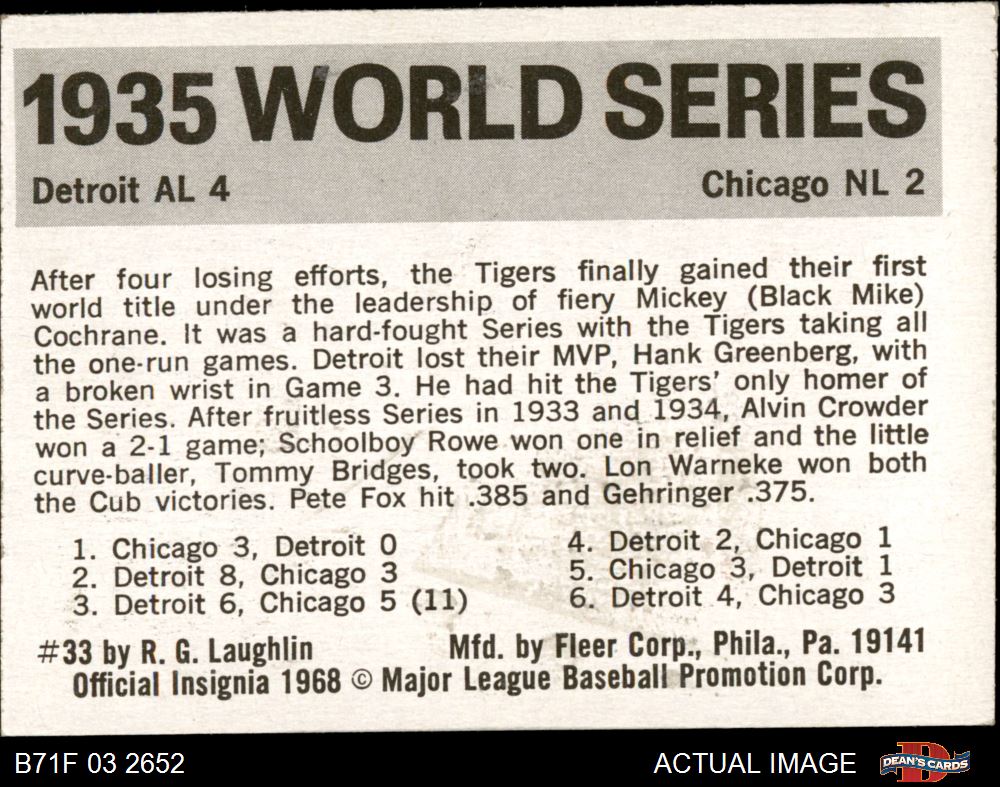 1935 WORLD SERIES
Detroit AL 4 Chicago NL 2
After four losing efforts, the Tigers finally gained their first
world title under the leadership of fiery Mickey (Black Mike)
Cochrane. It was a hard-fought Series with the Tigers taking all
the one-run games. Detroit lost their MVP, Hank Greenberg, with
a broken wrist in Game 3. He had hit the Tigers' only homer of
the Series. After fruitless Series in 1933 and 1934, Alvin Crowder
won a 2-1 game; Schoolboy Rowe won one in relief and the little
curve-baller, Tommy Bridges, took two. Lon Warneke won both
the Cub victories. Pete Fox hit .385 and Gehringer .375.
1. Chicago 3, Detroit 0
2. Detroit 8, Chicago 3
3. Detroit 6, Chicago 5 (11)
4. Detroit 2, Chicago 1
5. Chicago 3, Detroit 1
6. Detroit 4, Chicago 3
#33 by R. G. Laughlin Mfd. by Fleer Corp., Phila., Pa. 19141
Official Insignia 1968 © Major League Baseball Promotion Corp.
B71F 03 2652 ACTUAL IMAGE
D
DEAN'S CARDS